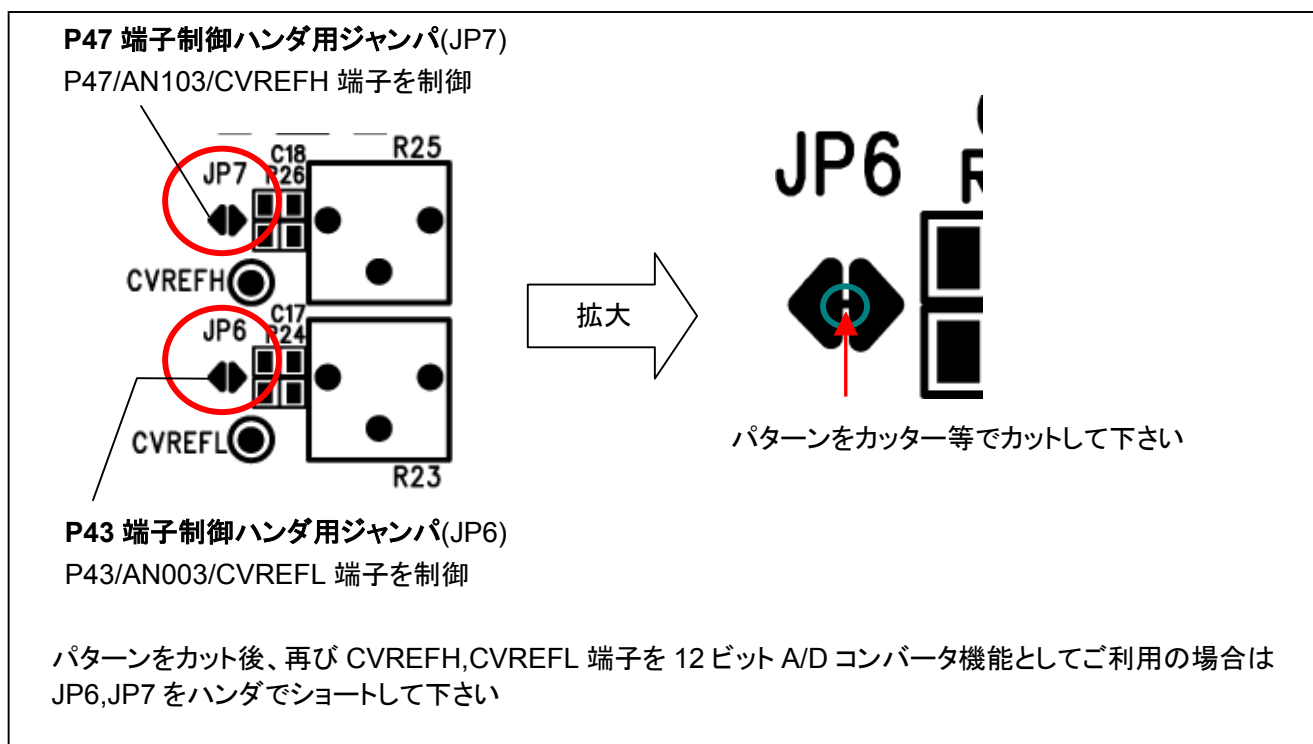 P47 端子制御ハンダ用ジャンパ(JP7)
P47/AN103/CVREFH 端子を制御
R25
C18
JP7
R26
CVREFH
C17
JP6
R24
CVREFL
R23
拡大
JP6
パターンをカッター等でカットして下さい
P43 端子制御ハンダ用ジャンパ(JP6)
P43/AN003/CVREFL 端子を制御
パターンをカット後、再び CVREFH,CVREFL 端子を 12 ビット A/D コンバータ機能としてご利用の場合は
JP6,JP7 をハンダでショートして下さい